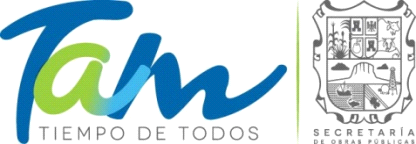 Tam
TIEMPO DE TODOS
SECRETARÍA
DE OBRAS PÚBLICAS